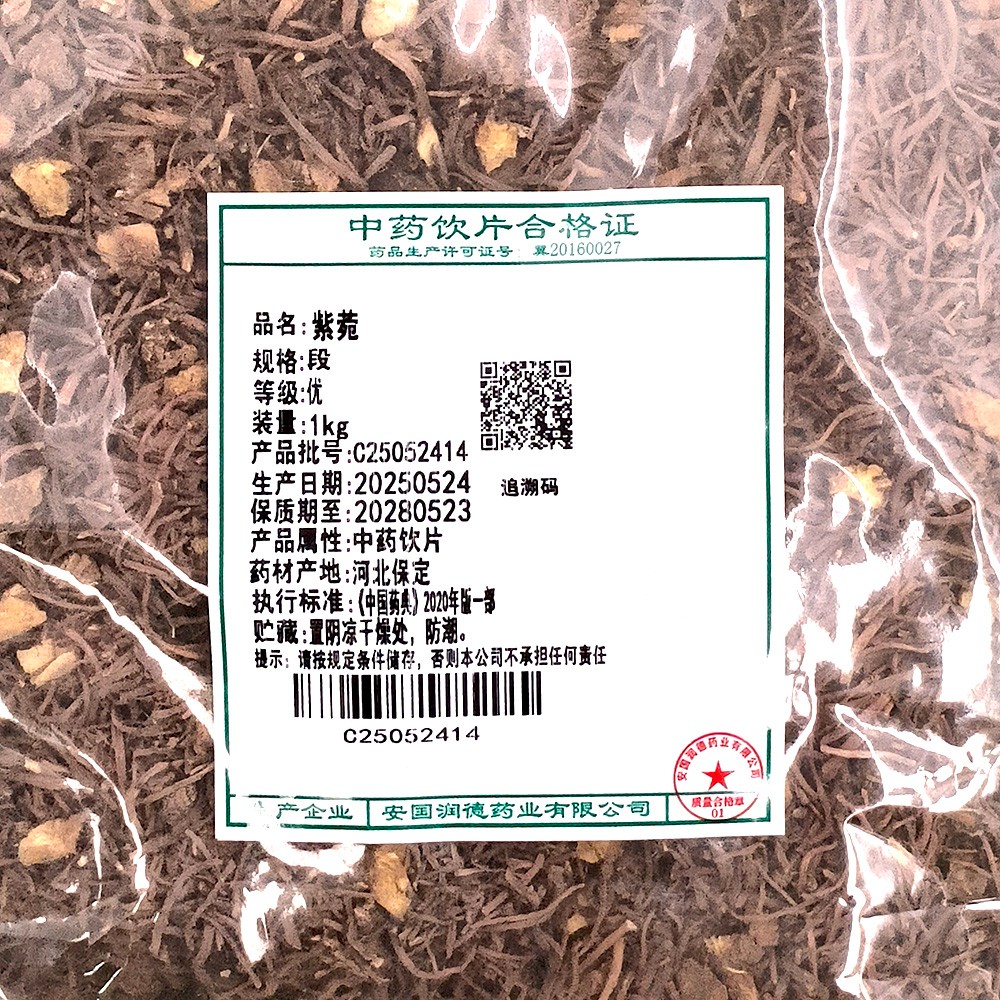 中药饮片合格证
药品生产许可证号：冀20160027
品名：紫菀
规格：段
等级：优
装量：1kg
产品批号：C25052414
生产日期：20250524
保质期至：20280523
产品属性：中药饮片
药材产地：河北保定
执行标准：《中国药典》2020年版一部
贮藏：置阴凉干燥处，防潮。
提示：请按规定条件储存，否则本公司不承担任何责任
追溯码
C25052414
生产企业 安国润德药业有限公司
安国润德药业有限公司
质量合格章
01